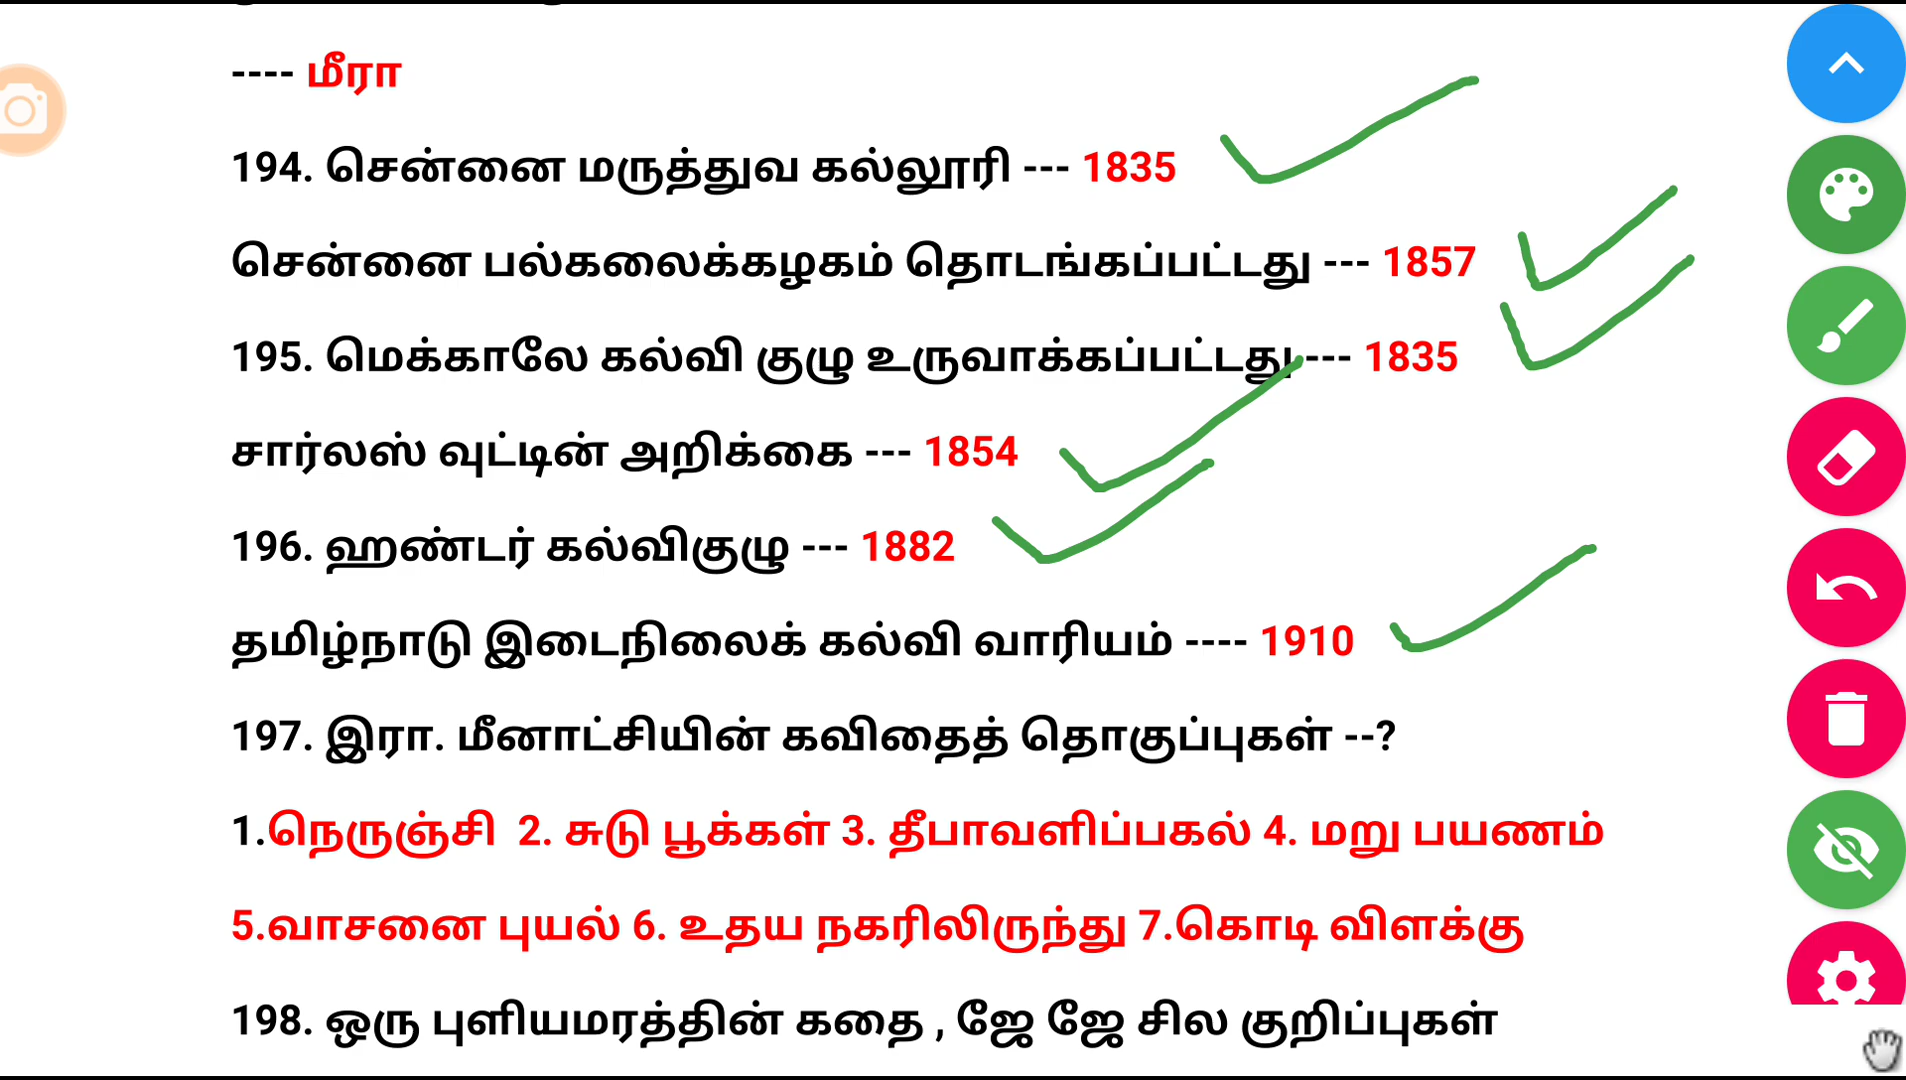 ---- மீரா
194. சென்னை மருத்துவ கல்லூரி --- 1835
சென்னை பல்கலைக்கழகம் தொடங்கப்பட்டது --- 1857
195. மெக்காலே கல்வி குழு உருவாக்கப்பட்டது --- 1835
சார்லஸ் வுட்டின் அறிக்கை --- 1854
196. ஹண்டர் கல்விகுழு --- 1882
தமிழ்நாடு இடைநிலைக் கல்வி வாரியம் ---- 1910
197. இரா. மீனாட்சியின் கவிதைத் தொகுப்புகள் --?
1.நெருஞ்சி 2. சுடு பூக்கள் 3. தீபாவளிப்பகல் 4. மறு பயணம்
5.வாசனை புயல் 6. உதய நகரிலிருந்து 7.கொடி விளக்கு
198. ஒரு புளியமரத்தின் கதை , ஜே ஜே சில குறிப்புகள்